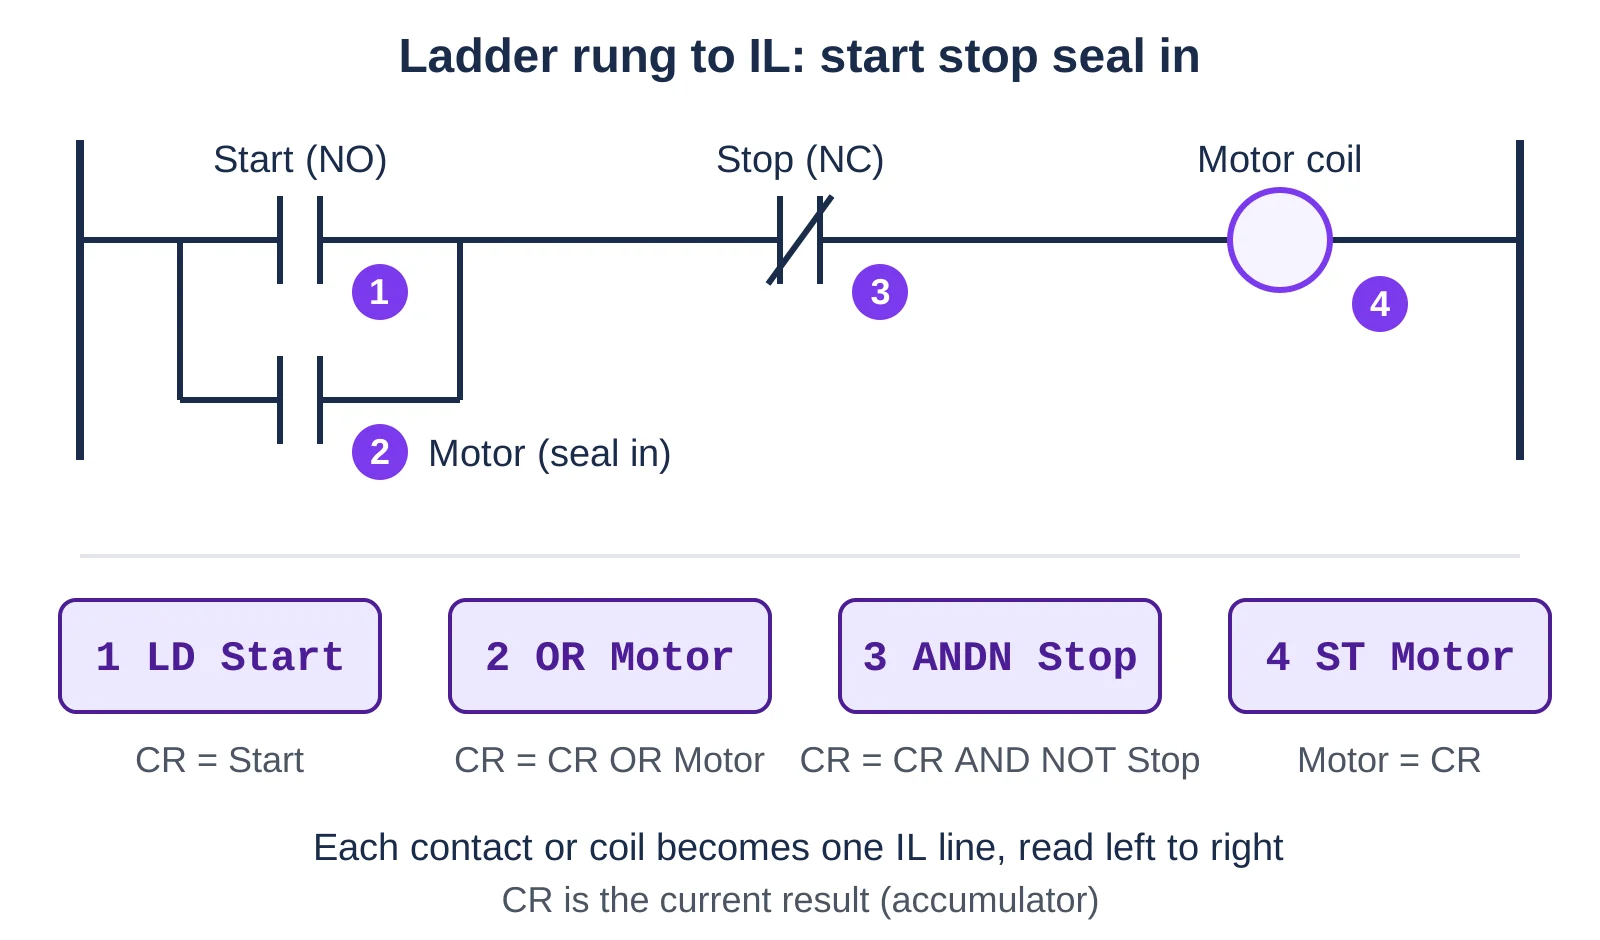 Ladder rung to IL: start stop seal in
Start (NO)
Stop (NC)
Motor coil
1
3
4
2
Motor (seal in)
1 LD Start
2 OR Motor
3 ANDN Stop
4 ST Motor
CR = Start
CR = CR OR Motor
CR = CR AND NOT Stop
Motor = CR
Each contact or coil becomes one IL line, read left to right
CR is the current result (accumulator)